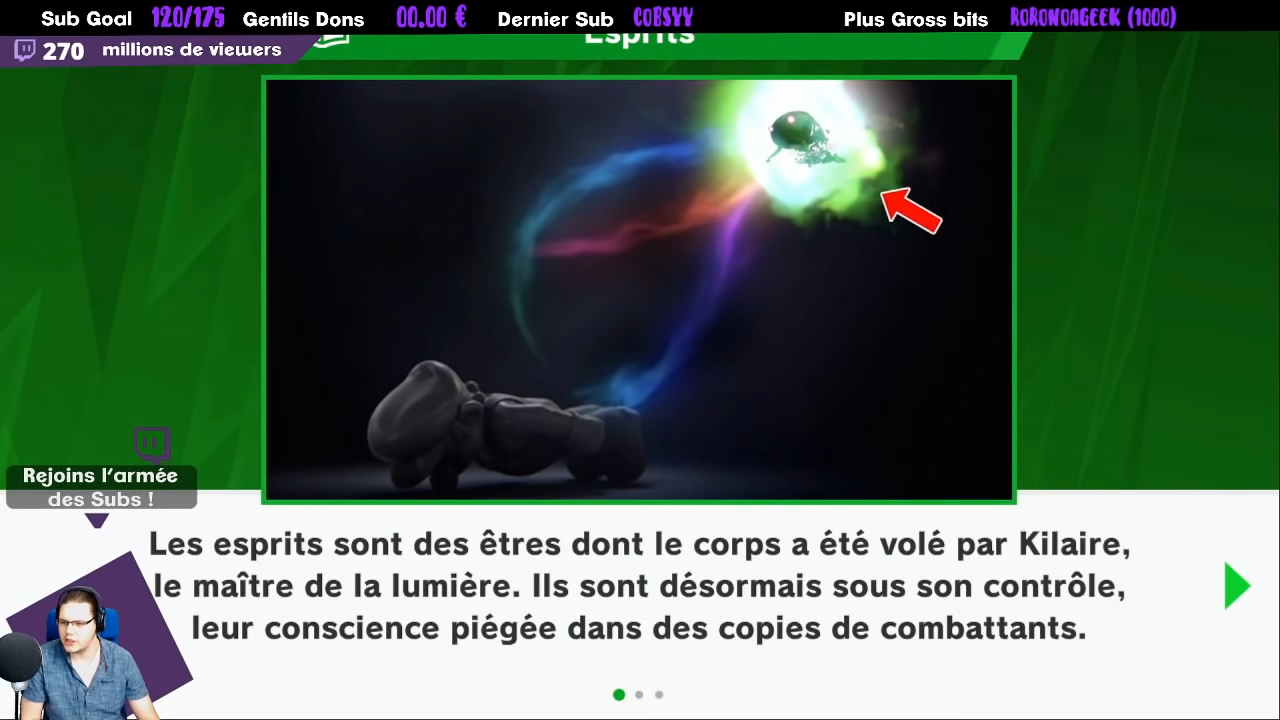 Sub Goal 120/175 Gentils Dons 00.00 € Dernier Sub COBSYY Plus Gross bits RORONOAGEEK (1000)
270 millions de viewers
Esprits
Rejoins l'armée
des Subs !
Les esprits sont des êtres dont le corps a été volé par Kilaire,
le maître de la lumière. Ils sont désormais sous son contrôle,
leur conscience piégée dans des copies de combattants.